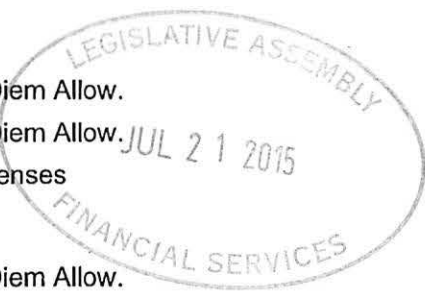 LEGISLATIVE ASSEMBLY
Diem Allow.
Diem Allow.
JUL 21 2015
enses
FINANCIAL SERVICES
Diem Allow.